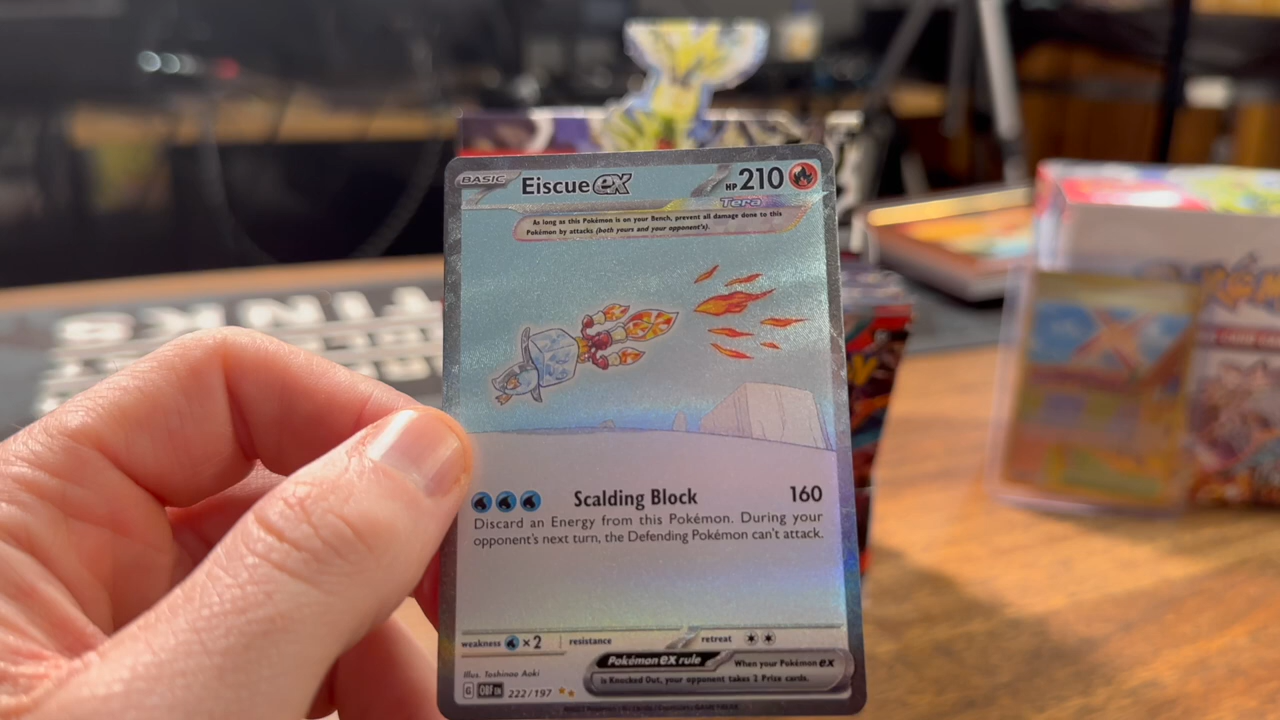 BASIC Eiscue ex HP 210
Tera
As long as this Pokémon is on your Bench, prevent all damage done to this
Pokémon by attacks (both yours and your opponent's).
Scalding Block 160
Discard an Energy from this Pokémon. During your
opponent's next turn, the Defending Pokémon can't attack.
weakness ×2 resistance retreat
Pokémon ex rule When your Pokémon ex
is Knocked Out, your opponent takes 2 Prize cards.
Illus. Toshinao Aoki
G OBF EN 222/197